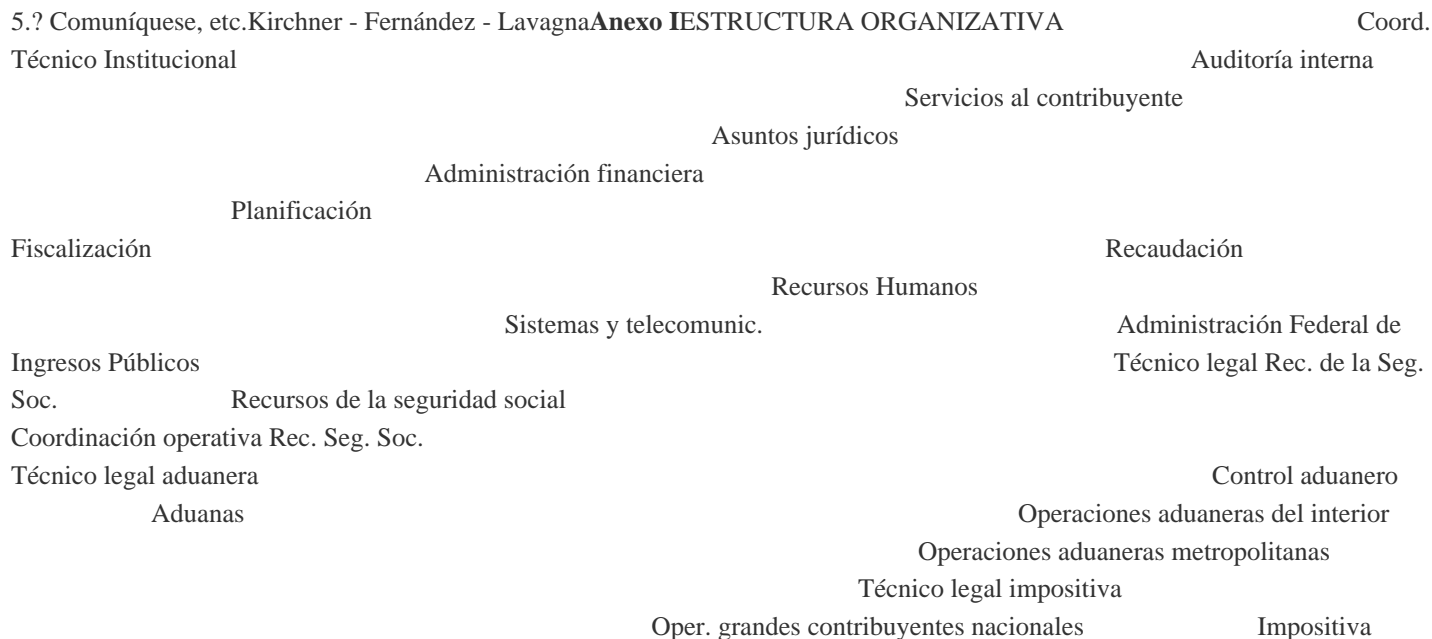 5.? Comuníquese, etc.Kirchner - Fernández - LavagnaAnexo IESTRUCTURA ORGANIZATIVA Coord.
Técnico Institucional Auditoría interna
Servicios al contribuyente
Asuntos jurídicos
Administración financiera
Planificación
Fiscalización Recaudación
Recursos Humanos
Sistemas y telecomunic. Administración Federal de
Ingresos Públicos Técnico legal Rec. de la Seg.
Soc. Recursos de la seguridad social
Coordinación operativa Rec. Seg. Soc.
Técnico legal aduanera Control aduanero
Aduanas Operaciones aduaneras del interior
Operaciones aduaneras metropolitanas
Técnico legal impositiva
Oper. grandes contribuyentes nacionales Impositiva